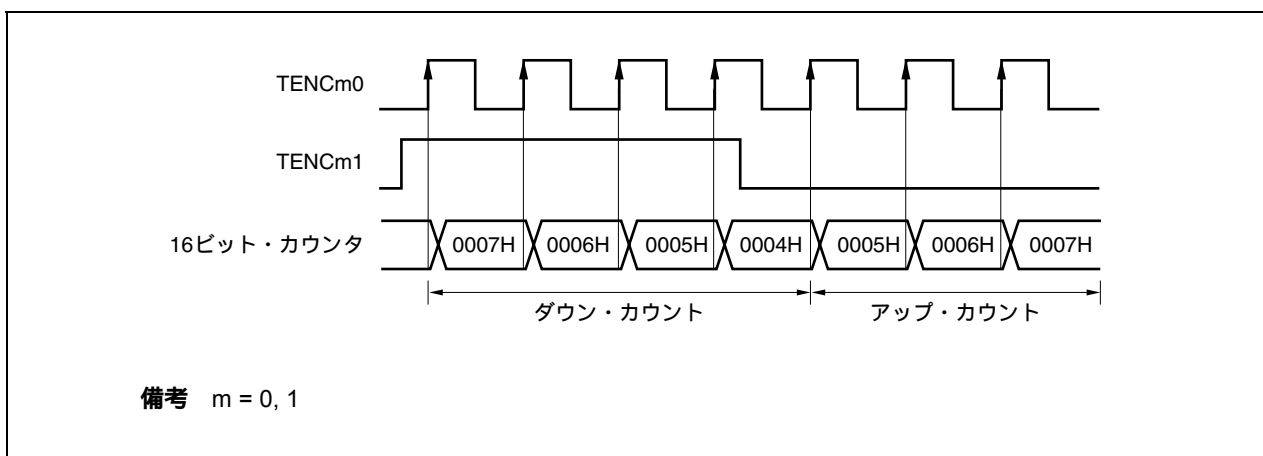 TENCm0
TENCm1
16ビット・カウンタ 0007H 0006H 0005H 0004H 0005H 0006H 0007H
ダウン・カウント アップ・カウント
備考 m = 0, 1